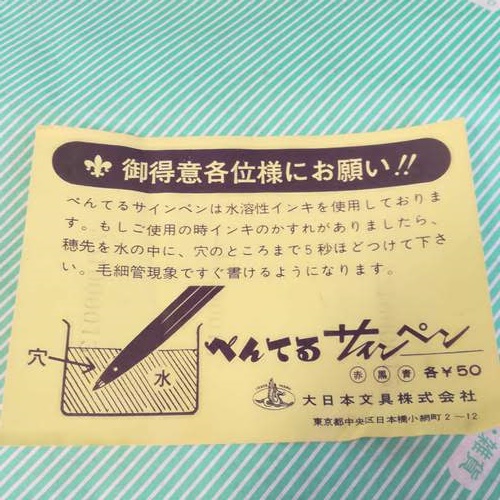 御得意各位様にお願い!!
ぺんてるサインペンは水溶性インキを使用しておりま
す。もしご使用の時インキのかすれがありましたら、
穂先を水の中に、穴のところまで5秒ほどつけて下さ
い。毛細管現象ですぐ書けるようになります。
穴
水
ぺんてるサインペン
赤 黒 青 各¥50
大日本文具株式会社
東京都中央区日本橋小網町2-12
雑貨